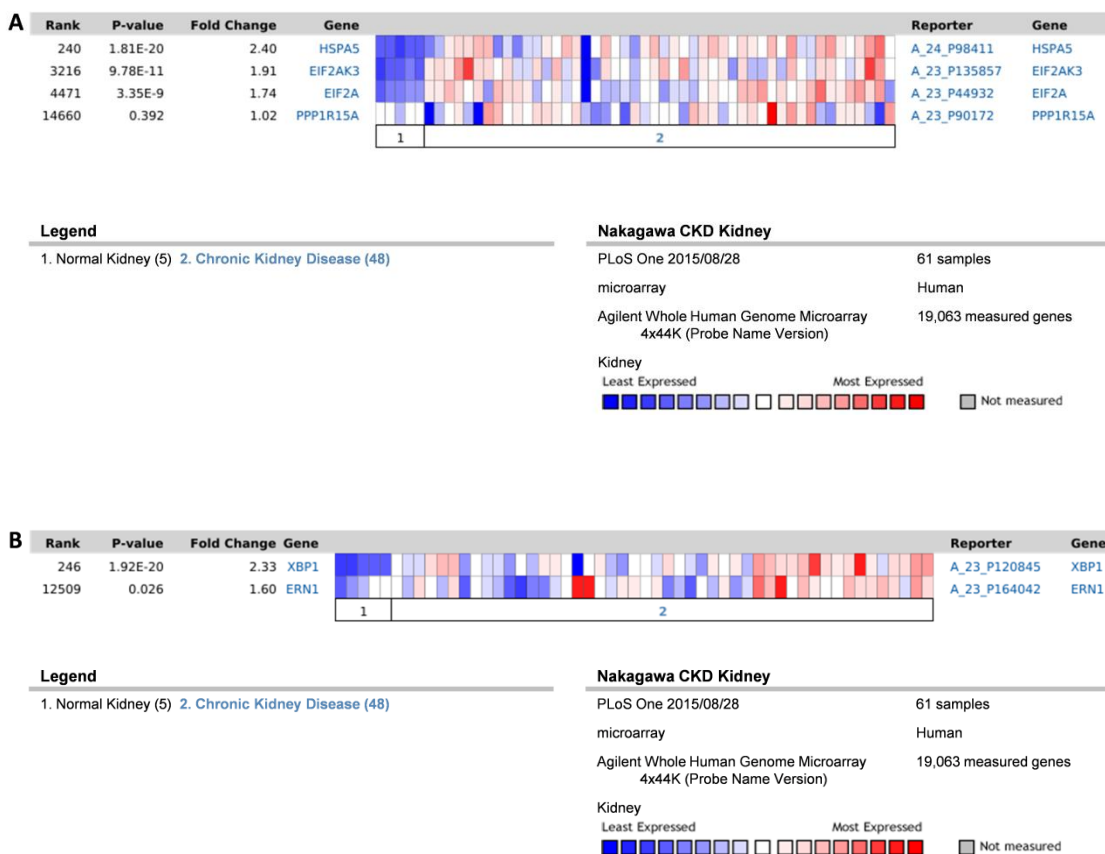 A
Rank P-value Fold Change Gene Reporter Gene
240 1.81E-20 2.40 HSPA5 A_24_P98411 HSPA5
3216 9.78E-11 1.91 EIF2AK3 A_23_P135857 EIF2AK3
4471 3.35E-9 1.74 EIF2A A_23_P44932 EIF2A
14660 0.392 1.02 PPP1R15A A_23_P90172 PPP1R15A
1 2
Legend
1. Normal Kidney (5) 2. Chronic Kidney Disease (48)
Nakagawa CKD Kidney
PLoS One 2015/08/28 61 samples
microarray Human
Agilent Whole Human Genome Microarray 19,063 measured genes
4x44K (Probe Name Version)
Kidney
Least Expressed Most Expressed
Not measured
B
Rank P-value Fold Change Gene Reporter Gene
246 1.92E-20 2.33 XBP1 A_23_P120845 XBP1
12509 0.026 1.60 ERN1 A_23_P164042 ERN1
1 2
Legend
1. Normal Kidney (5) 2. Chronic Kidney Disease (48)
Nakagawa CKD Kidney
PLoS One 2015/08/28 61 samples
microarray Human
Agilent Whole Human Genome Microarray 19,063 measured genes
4x44K (Probe Name Version)
Kidney
Least Expressed Most Expressed
Not measured